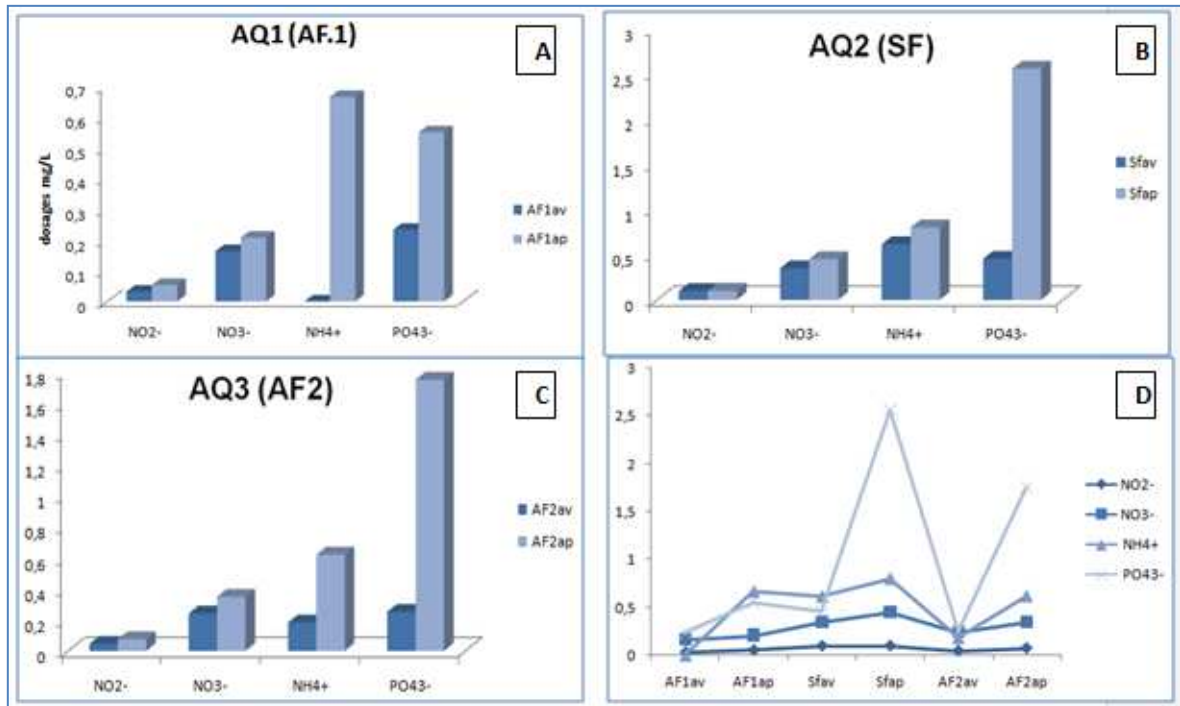 AQ1 (AF.1)
A
dosages mg/L
0,7
0,6
0,5
0,4
0,3
0,2
0,1
0
NO2-
NO3-
NH4+
PO43-
AF1av
AF1ap
AQ2 (SF)
B
3
2,5
2
1,5
1
0,5
0
NO2-
NO3-
NH4+
PO43-
Sfav
Sfap
AQ3 (AF2)
C
1,8
1,6
1,4
1,2
1
0,8
0,6
0,4
0,2
0
NO2-
NO3-
NH4+
PO43-
AF2av
AF2ap
D
3
2,5
2
1,5
1
0,5
0
AF1av
AF1ap
Sfav
Sfap
AF2av
AF2ap
NO2-
NO3-
NH4+
PO43-